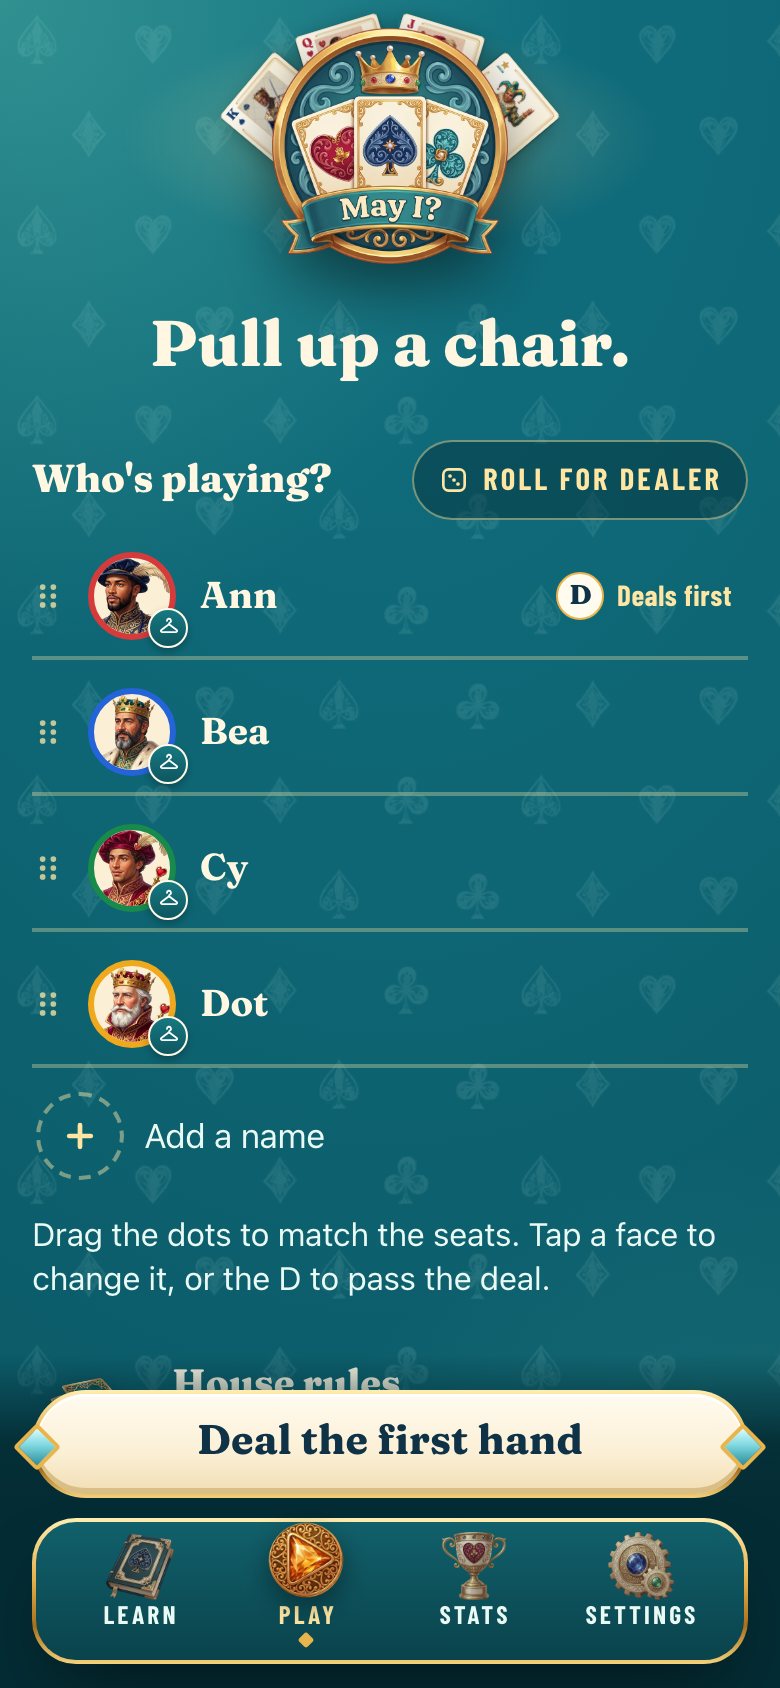 K
Q
J
May I?
Pull up a chair.
Who's playing?
ROLL FOR DEALER
Ann
D Deals first
Bea
Cy
Dot
Add a name
Drag the dots to match the seats. Tap a face to
change it, or the D to pass the deal.
House rules
Deal the first hand
LEARN
PLAY
STATS
SETTINGS